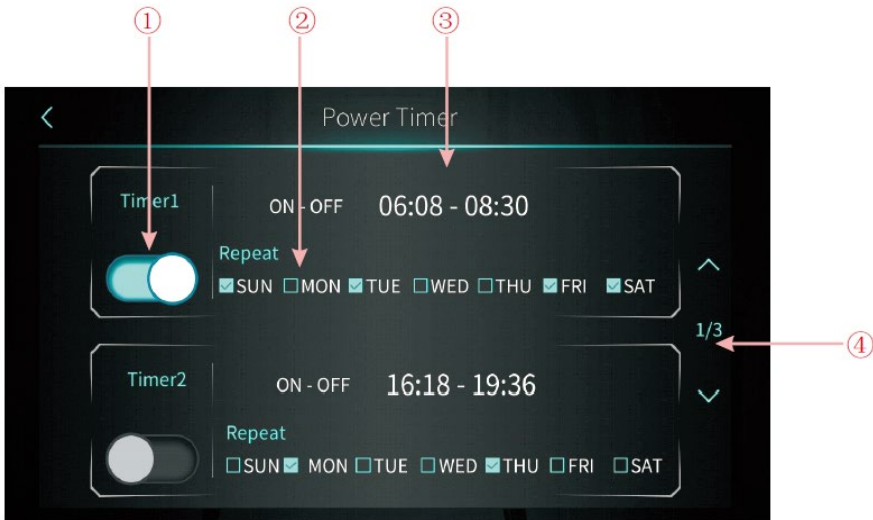 ① ② ③
Power Timer
Timer1
ON - OFF 06:08 - 08:30
Repeat
SUN MON TUE WED THU FRI SAT
1/3
④
Timer2
ON - OFF 16:18 - 19:36
Repeat
SUN MON TUE WED THU FRI SAT